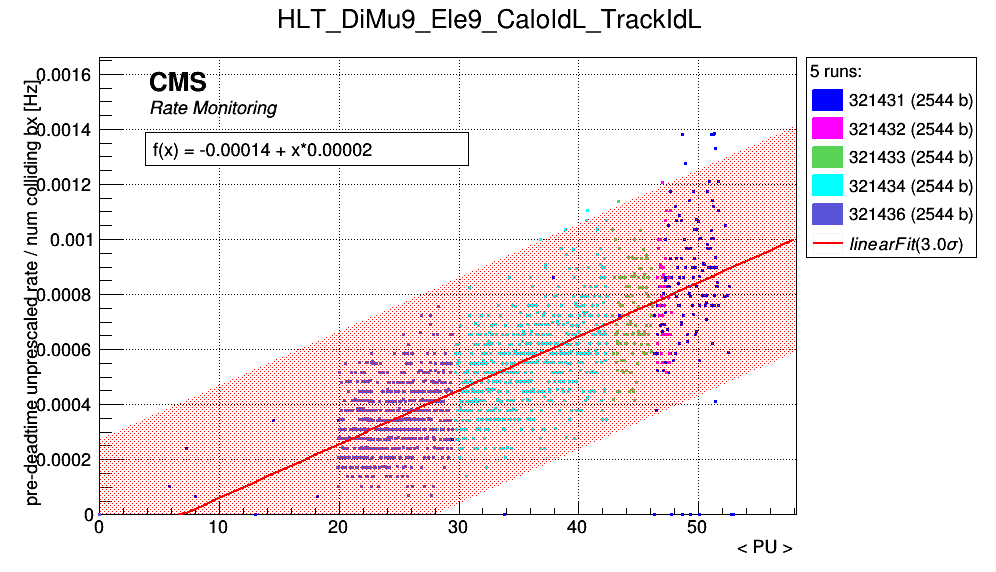 HLT_DiMu9_Ele9_CaloIdL_TrackIdL
pre-deadtime unprescaled rate / num colliding bx [Hz]
0.0016
0.0014
0.0012
0.001
0.0008
0.0006
0.0004
0.0002
0
CMS
Rate Monitoring
f(x) = -0.00014 + x*0.00002
0 10 20 30 40 50
< PU >
5 runs:
321431 (2544 b)
321432 (2544 b)
321433 (2544 b)
321434 (2544 b)
321436 (2544 b)
linearFit(3.0σ)